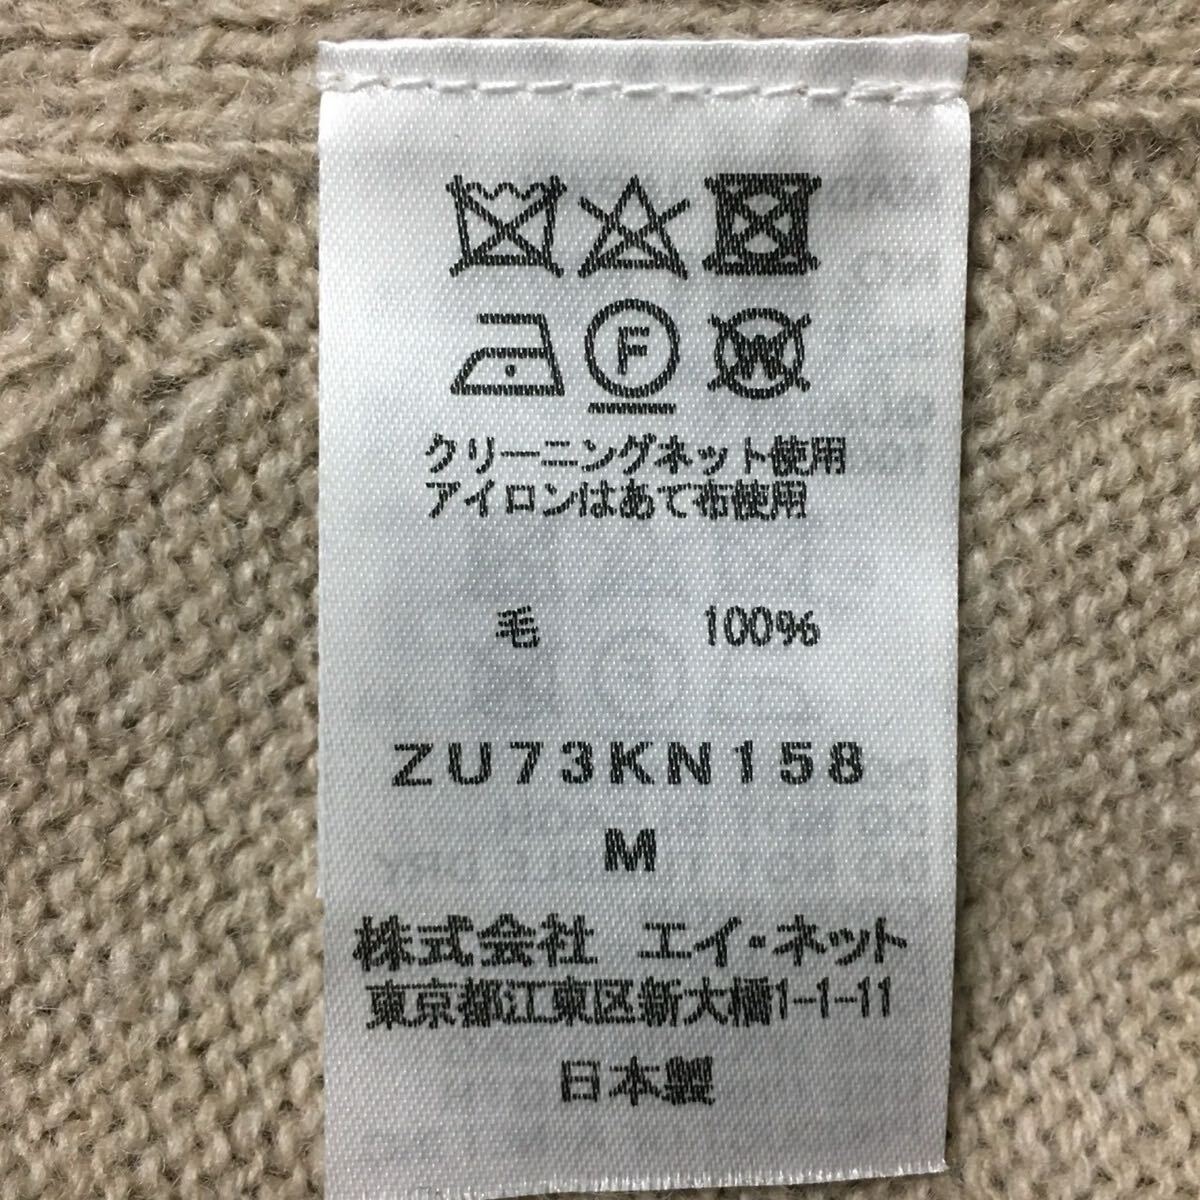 F W
クリーニングネット使用
アイロンはあて布使用
毛 100%
ZU73KN158
M
株式会社 エイ・ネット
東京都江東区新大橋1-1-11
日本製